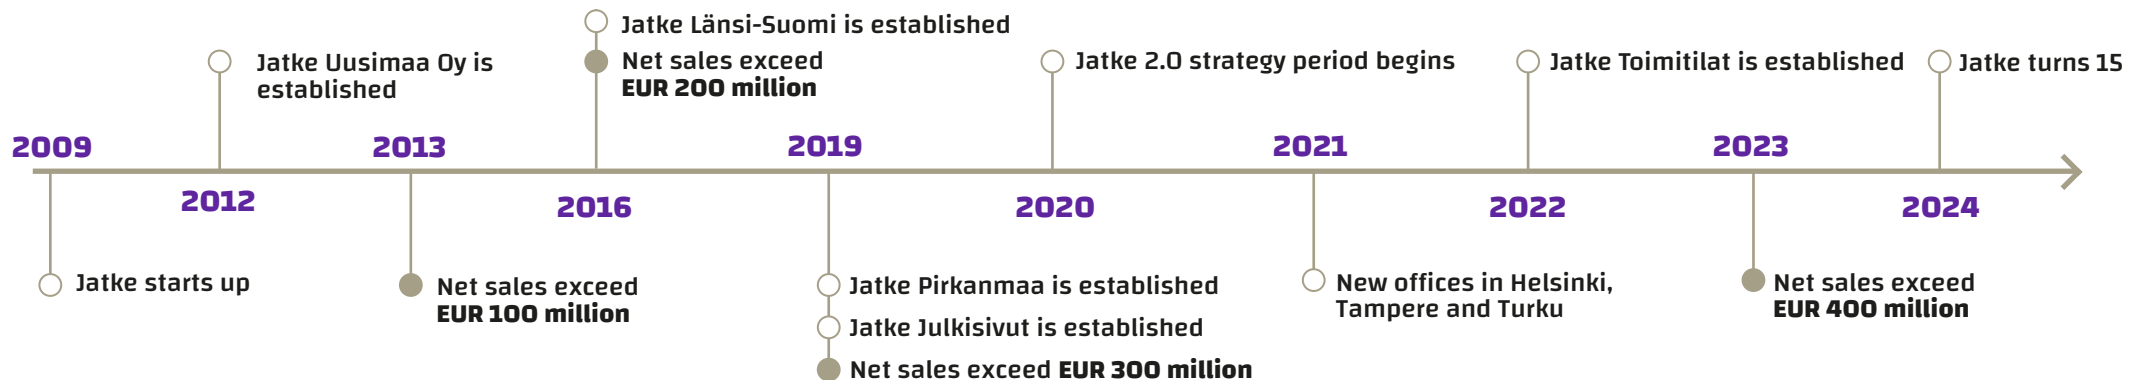 2009
Jatke starts up
2012
Jatke Uusimaa Oy is
established
2013
Net sales exceed
EUR 100 million
2016
Jatke Länsi-Suomi is established
Net sales exceed
EUR 200 million
2019
Jatke Pirkanmaa is established
Jatke Julkisivut is established
Net sales exceed EUR 300 million
2020
Jatke 2.0 strategy period begins
2021
New offices in Helsinki,
Tampere and Turku
2022
Jatke Toimitilat is established
2023
Net sales exceed
EUR 400 million
2024
Jatke turns 15